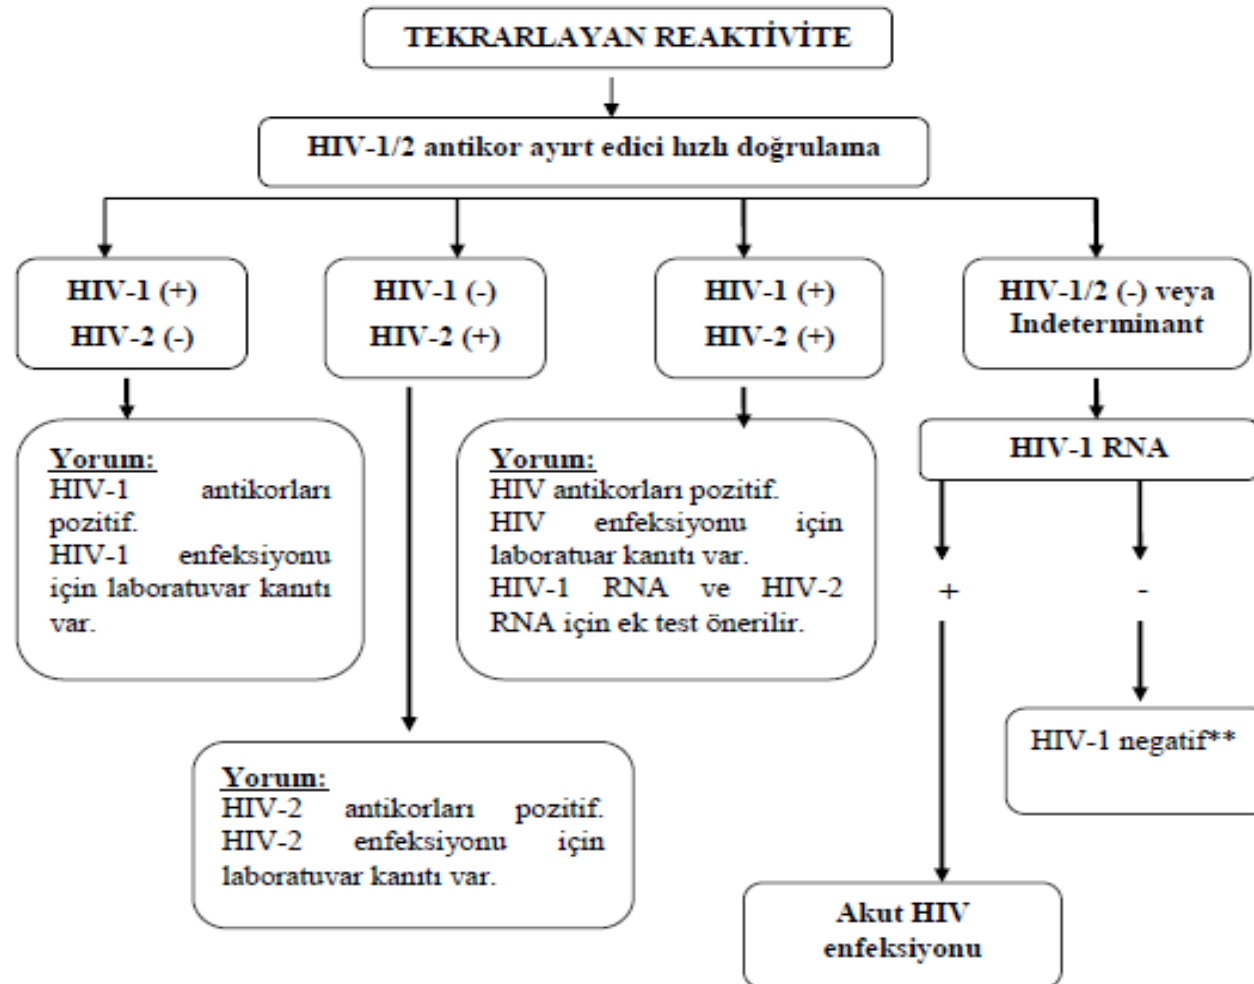 TEKRARLAYAN REAKTİVİTE
HIV-1/2 antikor ayırt edici hızlı doğrulama
HIV-1 (+)
HIV-2 (-)
HIV-1 (-)
HIV-2 (+)
HIV-1 (+)
HIV-2 (+)
HIV-1/2 (-) veya
Indeterminant
Yorum:
HIV-1 antikorları
pozitif.
HIV-1 enfeksiyonu
için laboratuvar kanıtı
var.
Yorum:
HIV antikorları pozitif.
HIV enfeksiyonu için
laboratuar kanıtı var.
HIV-1 RNA ve HIV-2
RNA için ek test önerilir.
HIV-1 RNA
+
-
HIV-1 negatif**
Yorum:
HIV-2 antikorları pozitif.
HIV-2 enfeksiyonu için
laboratuvar kanıtı var.
Akut HIV
enfeksiyonu